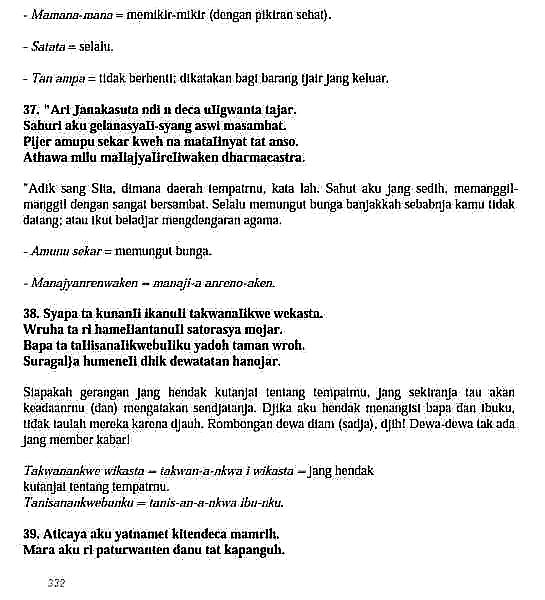 - Mamana-mana = memikir-mikir (dengan pikiran sehat).
- Satata = selalu.
- Tan ampa = tidak berhenti; dikatakan bagi barang tjair jang keluar.
37. "Ari Janakasuta ndi n deca uIigwanta tajar.
Sahuri aku gelanasyaIi-syang aswi masambat.
Pijer amupu sekar kweh na mataIinyat tat anso.
Athawa milu maIiajyaIireIiwaken dharmacastra.
"Adik sang Sita, dimana daerah tempatmu, kata lah. Sahut aku jang sedih, memanggil-
manggil dengan sangat bersambat. Selalu memungut bunga banjakkah sebabnja kamu tidak
datang; atau ikut beladjar mengdengaran agama.
- Amunu sekar = memungut bunga.
- Manajyanrenwaken = manaji-a anreno-aken.
38. Syapa ta kunanIi ikanuIi takwanaIikwe wekasta.
Wruha ta ri hameIiantanuIi satorasya mojar.
Bapa ta taIiisanaIikwebuIiku yadoh taman wroh.
Suragal}a humeneIi dhik dewatatan hanojar.
Siapakah gerangan jang hendak kutanjai tentang tempatmu, jang sekiranja tau akan
keadaanmu (dan) mengatakan sendjatanja. Djika aku hendak menangisi bapa dan ibuku,
tidak taulah mereka karena djauh. Rombongan dewa diam (sadja), djih! Dewa-dewa tak ada
jang member kabar!
Takwanankwe wikasta = takwan-a-nkwa i wikasta = jang hendak
kutanjai tentang tempatmu.
Tanisanankwebunku = tanis-an-a-nkwa ibu-nku.
39. Aticaya aku yatnamet kitendeca mamrih.
Mara aku ri paturwanten danu tat kapanguh.
332